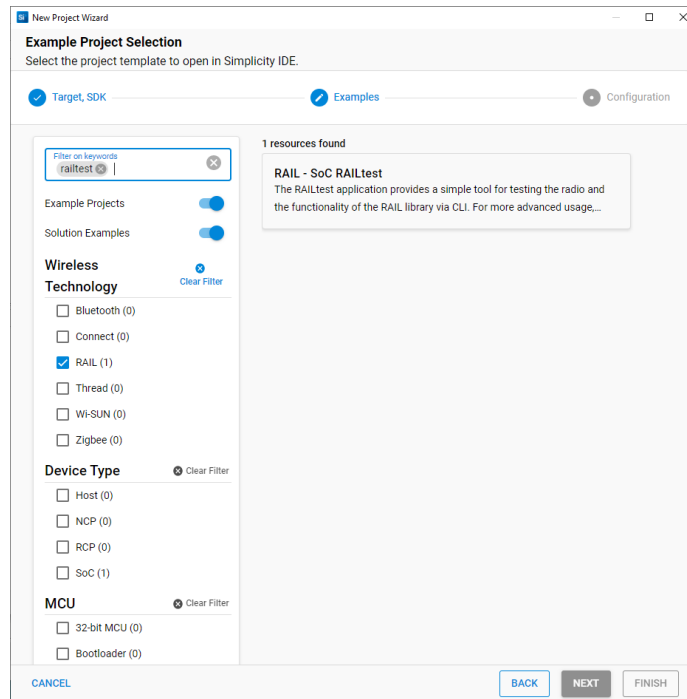 Si New Project Wizard
Example Project Selection
Select the project template to open in Simplicity IDE.
Target, SDK
Examples
Configuration
Filter on keywords
railtest
Example Projects
Solution Examples
Wireless
Technology
Clear Filter
Bluetooth (0)
Connect (0)
RAIL (1)
Thread (0)
Wi-SUN (0)
Zigbee (0)
Device Type
Clear Filter
Host (0)
NCP (0)
RCP (0)
SoC (1)
MCU
Clear Filter
32-bit MCU (0)
Bootloader (0)
1 resources found
RAIL - SoC RAILtest
The RAILtest application provides a simple tool for testing the radio and
the functionality of the RAIL library via CLI. For more advanced usage,...
CANCEL
BACK
NEXT
FINISH